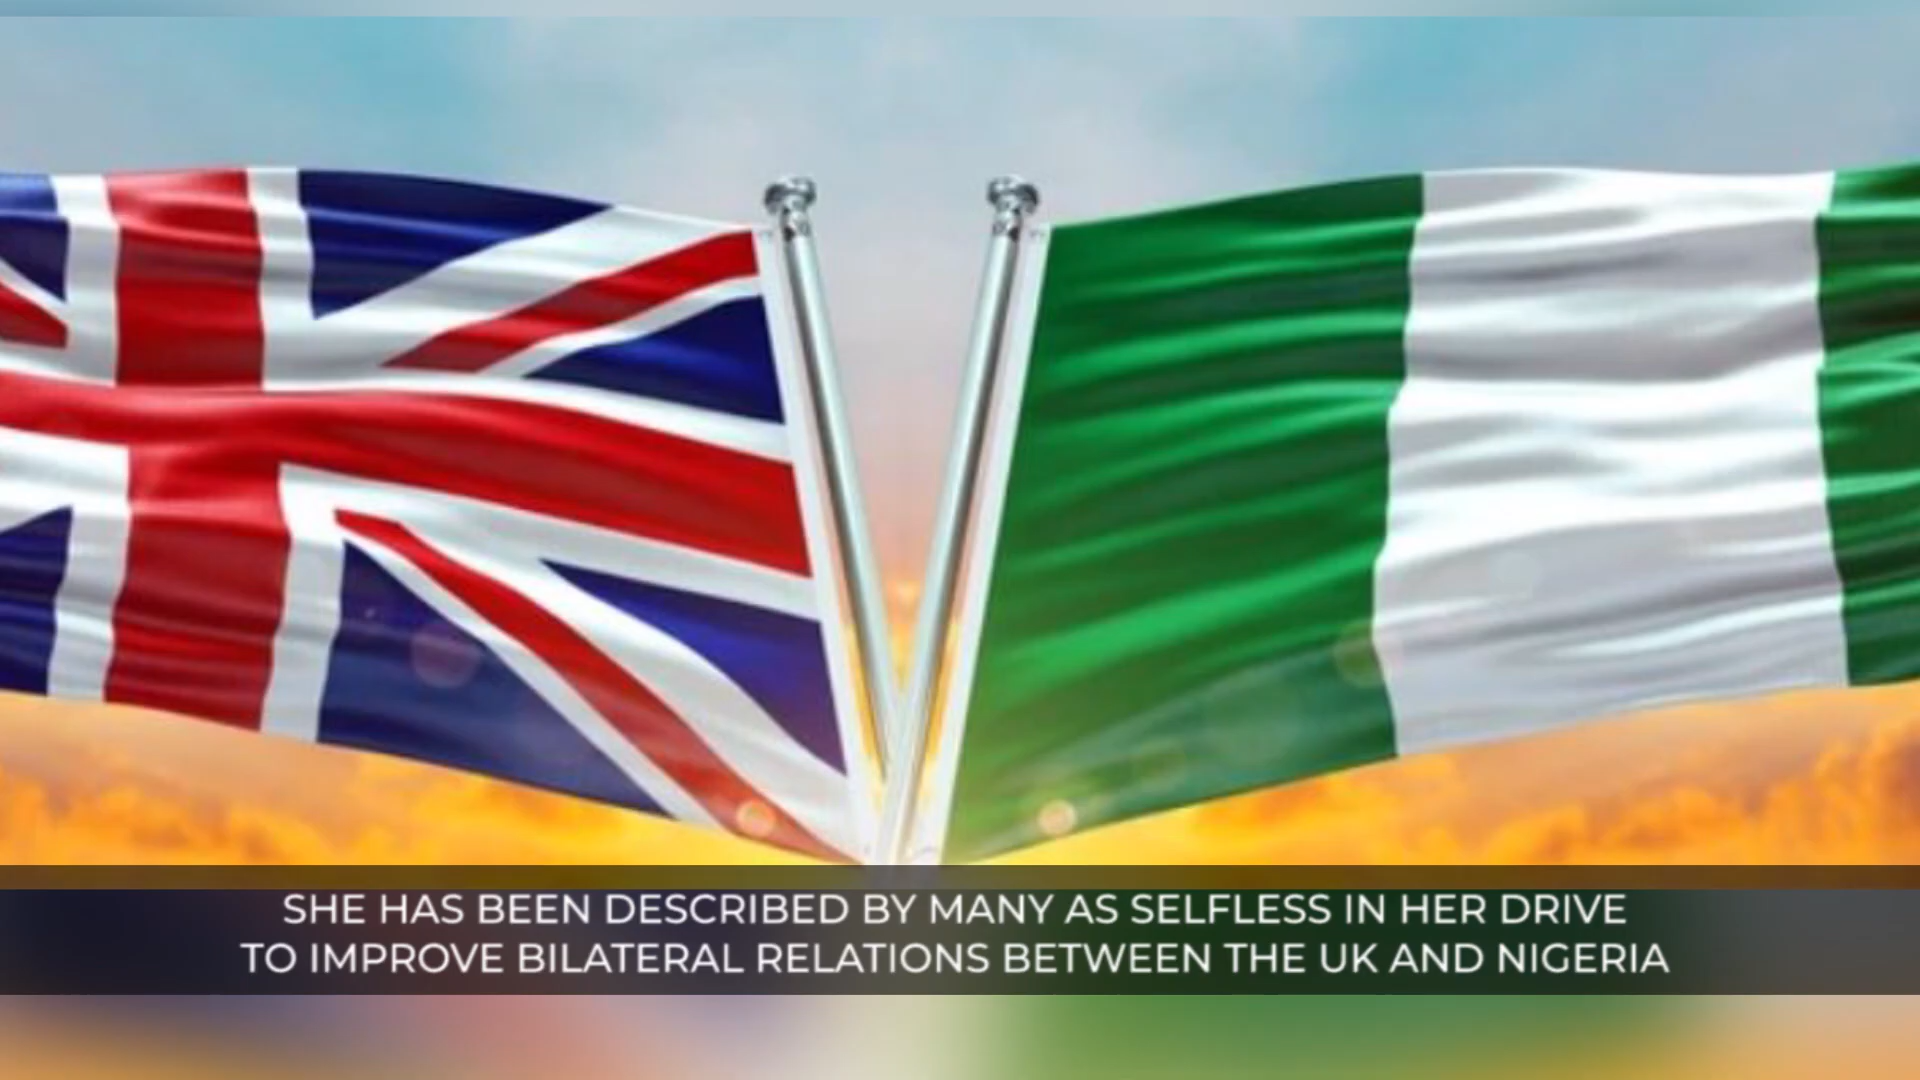 SHE HAS BEEN DESCRIBED BY MANY AS SELFLESS IN HER DRIVE
TO IMPROVE BILATERAL RELATIONS BETWEEN THE UK AND NIGERIA